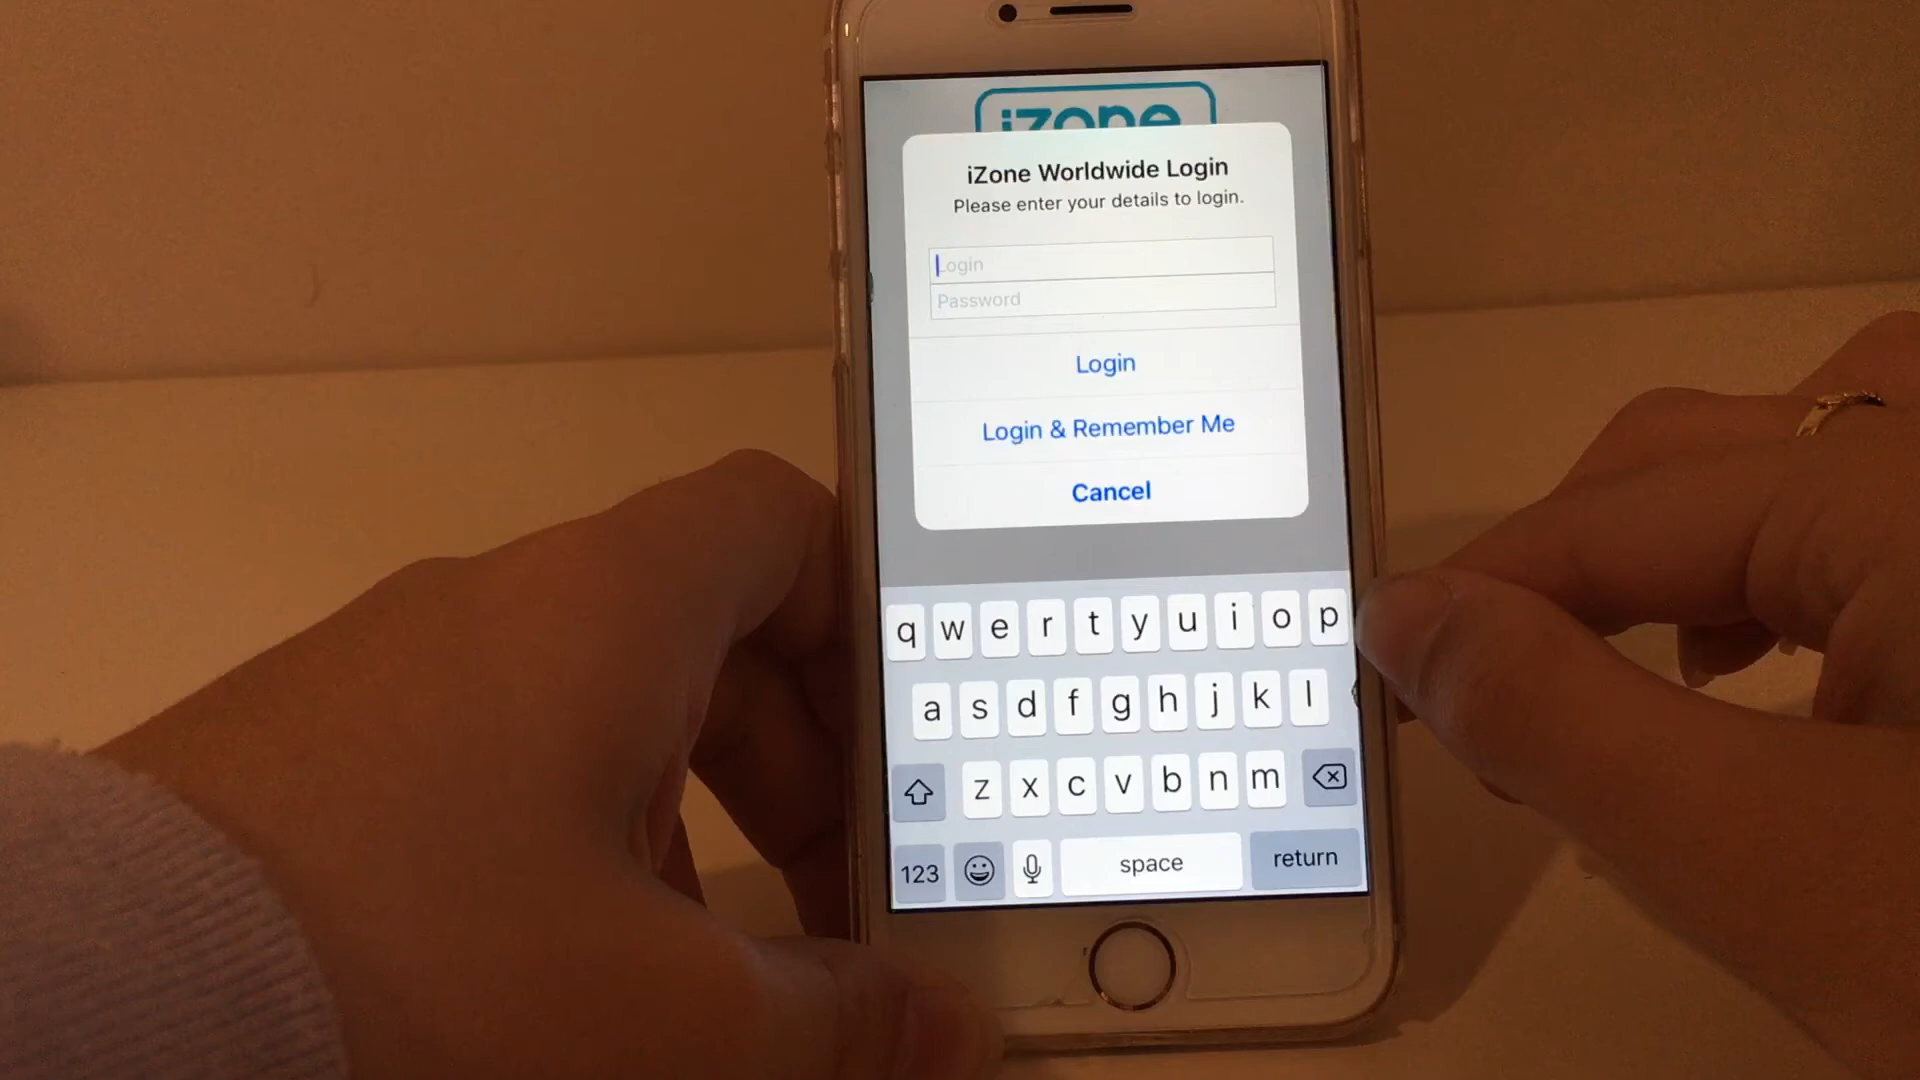 iZone
iZone Worldwide Login
Please enter your details to login.
Login
Password
Login
Login & Remember Me
Cancel
q w e r t y u i o p
a s d f g h j k l
z x c v b n m
123 space return